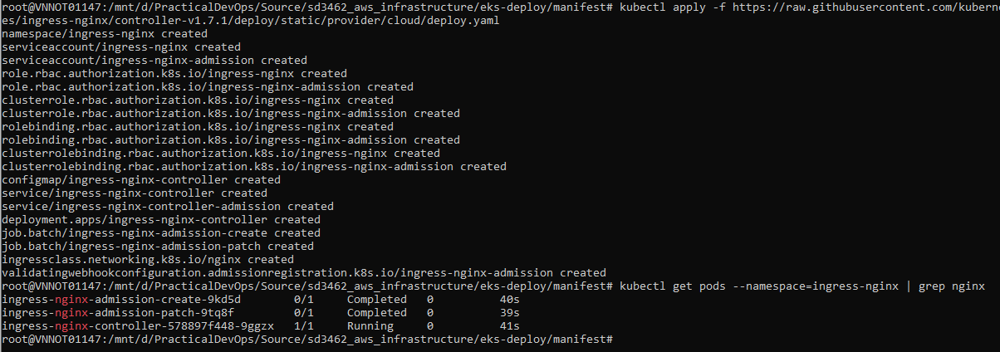 root@VNNOT01147:/mnt/d/PracticalDevOps/Source/sd3462_aws_infrastructure/eks-deploy/manifest# kubectl apply -f https://raw.githubusercontent.com/kuberne
es/ingress-nginx/controller-v1.7.1/deploy/static/provider/cloud/deploy.yaml
namespace/ingress-nginx created
serviceaccount/ingress-nginx created
serviceaccount/ingress-nginx-admission created
role.rbac.authorization.k8s.io/ingress-nginx created
role.rbac.authorization.k8s.io/ingress-nginx-admission created
clusterrole.rbac.authorization.k8s.io/ingress-nginx created
clusterrole.rbac.authorization.k8s.io/ingress-nginx-admission created
rolebinding.rbac.authorization.k8s.io/ingress-nginx created
rolebinding.rbac.authorization.k8s.io/ingress-nginx-admission created
clusterrolebinding.rbac.authorization.k8s.io/ingress-nginx created
clusterrolebinding.rbac.authorization.k8s.io/ingress-nginx-admission created
configmap/ingress-nginx-controller created
service/ingress-nginx-controller created
service/ingress-nginx-controller-admission created
deployment.apps/ingress-nginx-controller created
job.batch/ingress-nginx-admission-create created
job.batch/ingress-nginx-admission-patch created
ingressclass.networking.k8s.io/nginx created
validatingwebhookconfiguration.admissionregistration.k8s.io/ingress-nginx-admission created
root@VNNOT01147:/mnt/d/PracticalDevOps/Source/sd3462_aws_infrastructure/eks-deploy/manifest# kubectl get pods --namespace=ingress-nginx | grep nginx
ingress-nginx-admission-create-9kd5d        0/1     Completed   0          40s
ingress-nginx-admission-patch-9tq8f         0/1     Completed   0          39s
ingress-nginx-controller-578897f448-9ggzx   1/1     Running     0          41s
root@VNNOT01147:/mnt/d/PracticalDevOps/Source/sd3462_aws_infrastructure/eks-deploy/manifest#